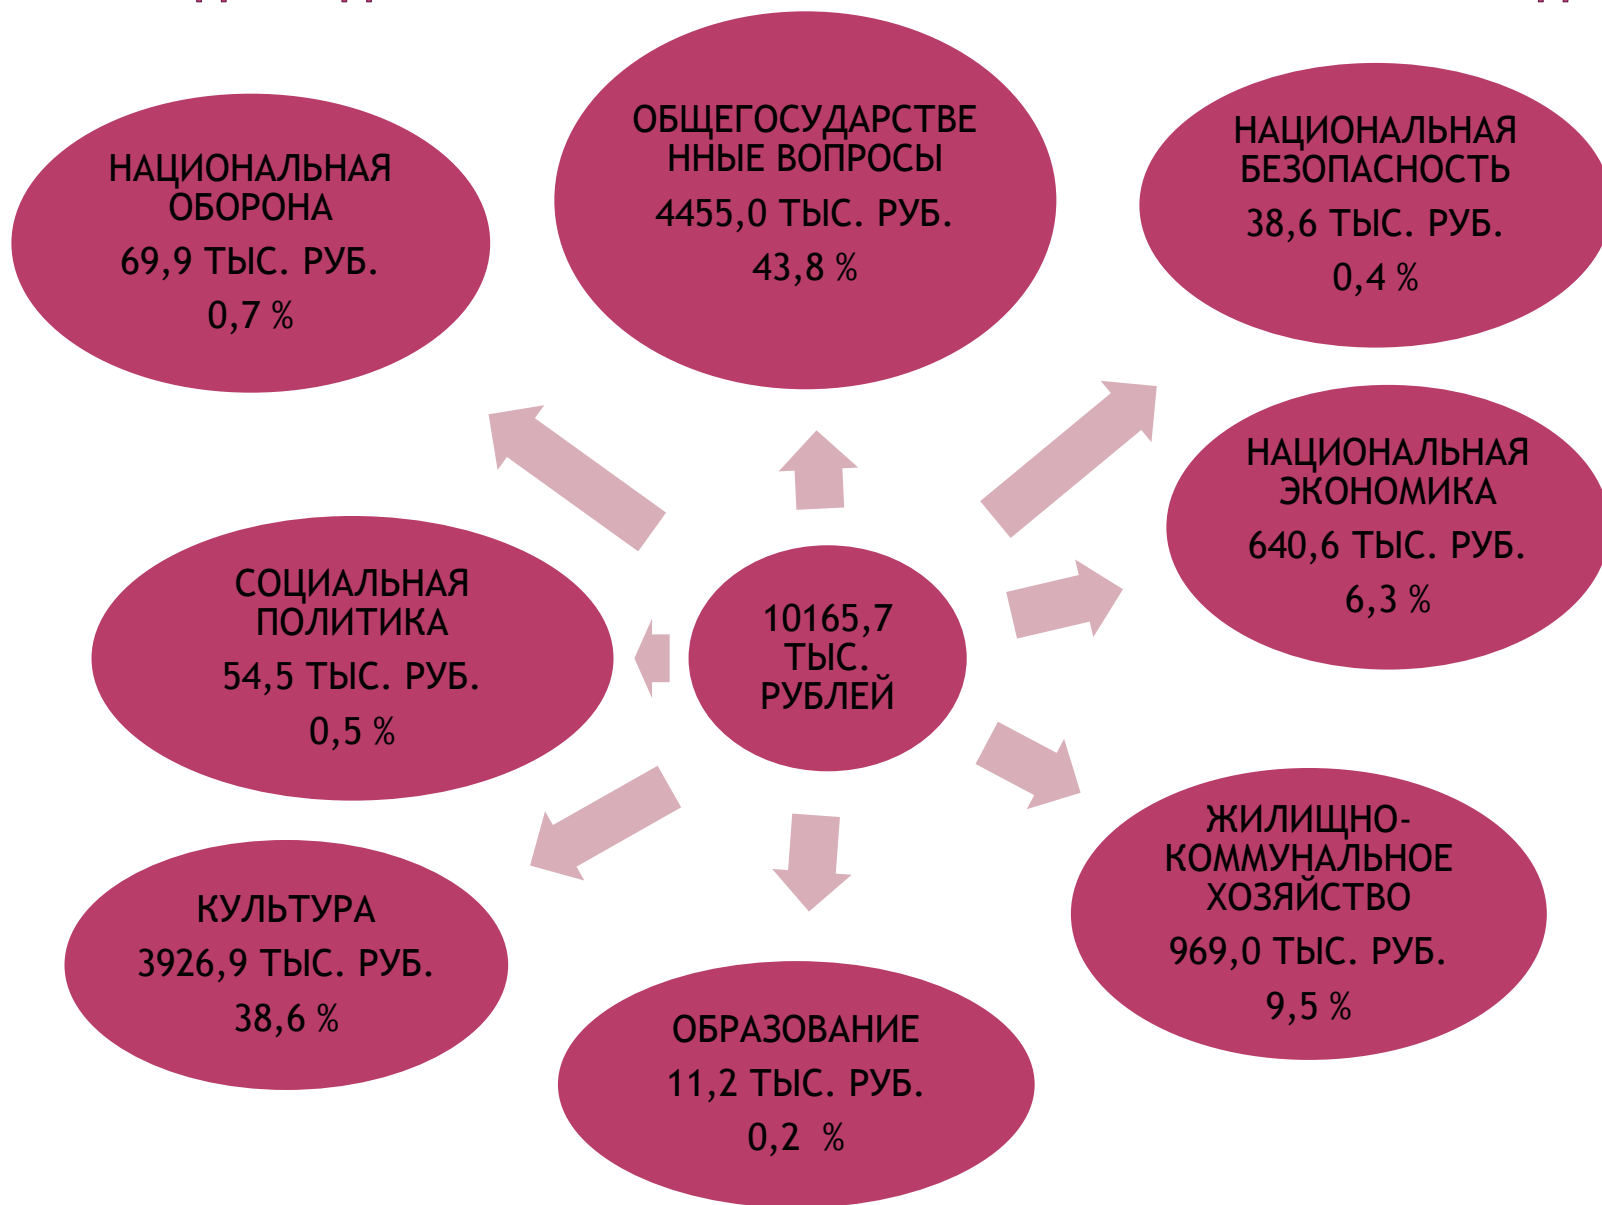 ОБЩЕГОСУДАРСТВЕ
ННЫЕ ВОПРОСЫ
4455,0 ТЫС. РУБ.
43,8 %
НАЦИОНАЛЬНАЯ
БЕЗОПАСНОСТЬ
38,6 ТЫС. РУБ.
0,4 %
НАЦИОНАЛЬНАЯ
ОБОРОНА
69,9 ТЫС. РУБ.
0,7 %
НАЦИОНАЛЬНАЯ
ЭКОНОМИКА
640,6 ТЫС. РУБ.
6,3 %
СОЦИАЛЬНАЯ
ПОЛИТИКА
54,5 ТЫС. РУБ.
0,5 %
10165,7
ТЫС.
РУБЛЕЙ
ЖИЛИЩНО-
КОММУНАЛЬНОЕ
ХОЗЯЙСТВО
969,0 ТЫС. РУБ.
9,5 %
КУЛЬТУРА
3926,9 ТЫС. РУБ.
38,6 %
ОБРАЗОВАНИЕ
11,2 ТЫС. РУБ.
0,2 %